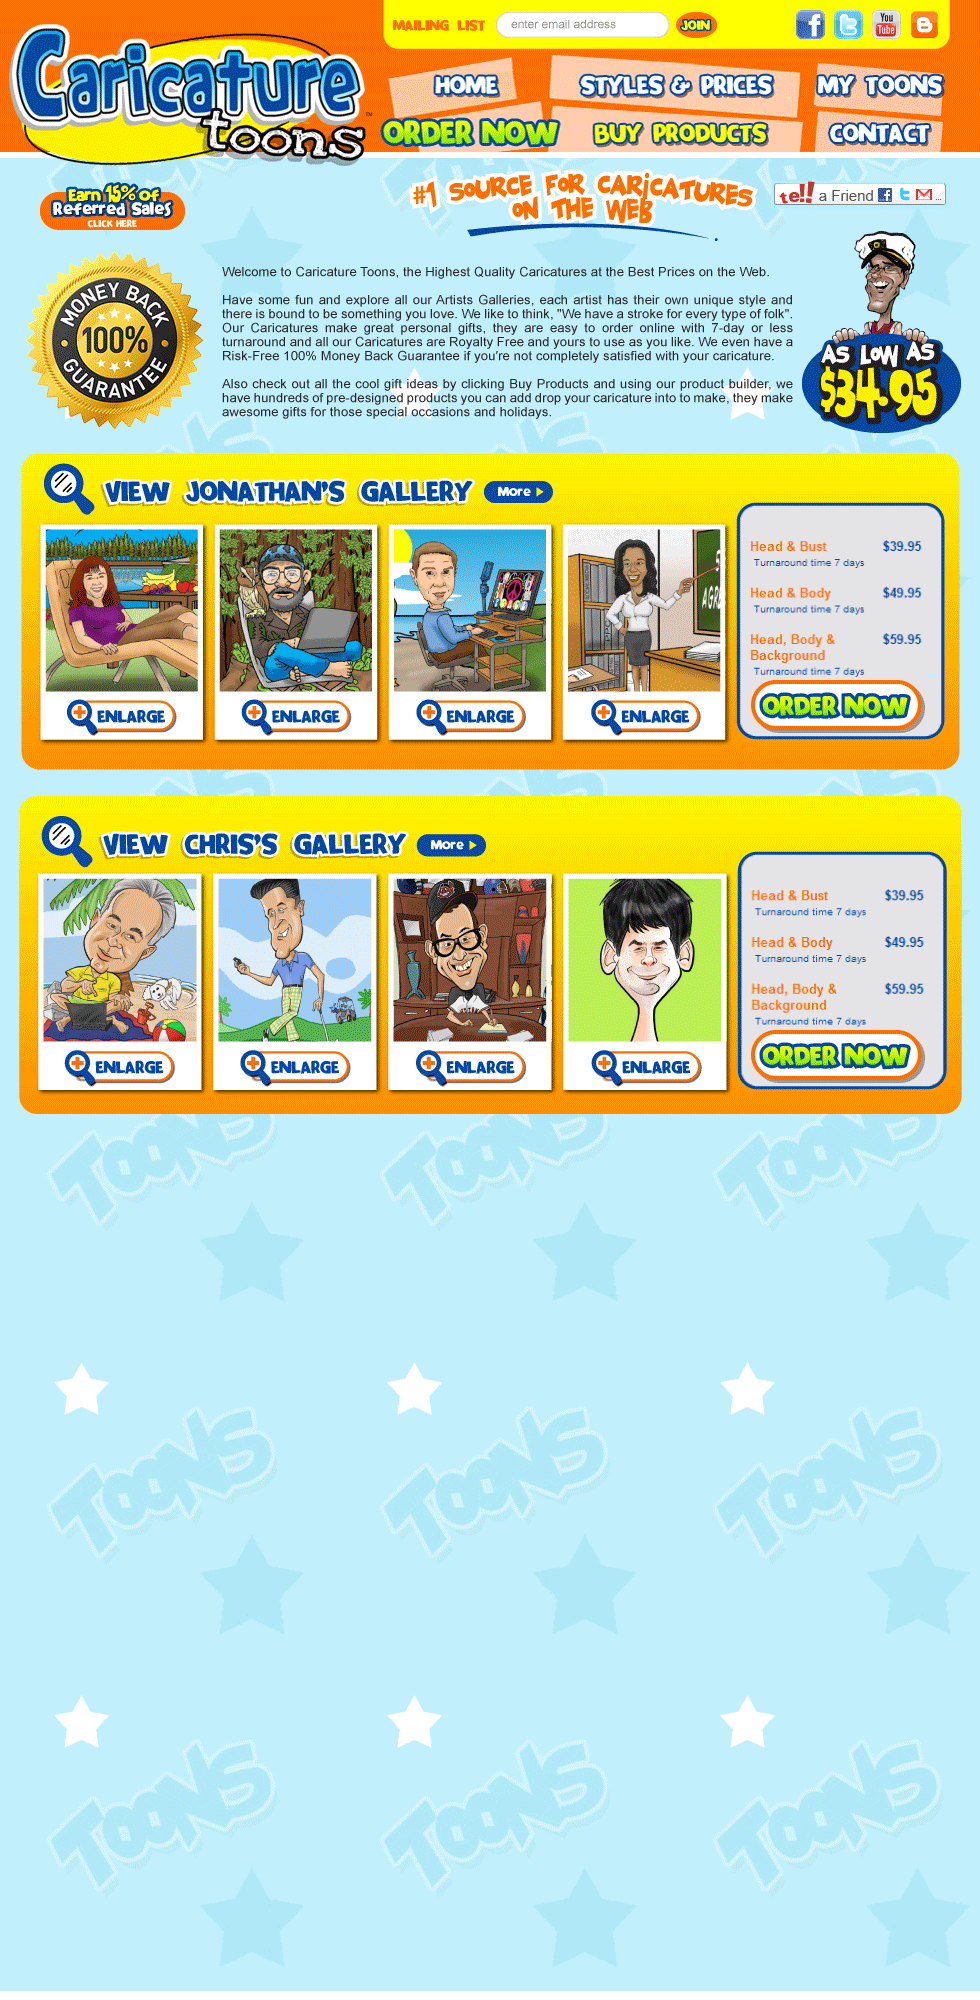 MAILING LIST
enter email address
JOIN
You
Tube
Caricature
toons
TM
HOME
STYLES & PRICES
MY TOONS
ORDER NOW
BUY PRODUCTS
CONTACT
Earn 15% of
Referred Sales
CLICK HERE
#1 SOURCE FOR CARICATURES
ON THE WEB
tell! a Friend ...
MONEY BACK
100%
GUARANTEE
Welcome to Caricature Toons, the Highest Quality Caricatures at the Best Prices on the Web.
Have some fun and explore all our Artists Galleries, each artist has their own unique style and
there is bound to be something you love. We like to think, "We have a stroke for every type of folk".
Our Caricatures make great personal gifts, they are easy to order online with 7-day or less
turnaround and all our Caricatures are Royalty Free and yours to use as you like. We even have a
Risk-Free 100% Money Back Guarantee if you're not completely satisfied with your caricature.
Also check out all the cool gift ideas by clicking Buy Products and using our product builder, we
have hundreds of pre-designed products you can add drop your caricature into to make, they make
awesome gifts for those special occasions and holidays.
AS LOW AS
$34.95
VIEW JONATHAN'S GALLERY
More
AGR
ENLARGE
ENLARGE
ENLARGE
ENLARGE
Head & Bust $39.95
Turnaround time 7 days
Head & Body $49.95
Turnaround time 7 days
Head, Body & $59.95
Background
Turnaround time 7 days
ORDER NOW
VIEW CHRIS'S GALLERY
More
ENLARGE
ENLARGE
ENLARGE
ENLARGE
Head & Bust $39.95
Turnaround time 7 days
Head & Body $49.95
Turnaround time 7 days
Head, Body & $59.95
Background
Turnaround time 7 days
ORDER NOW
TOONS TOONS TOONS
TOONS TOONS TOONS
TOONS TOONS TOONS